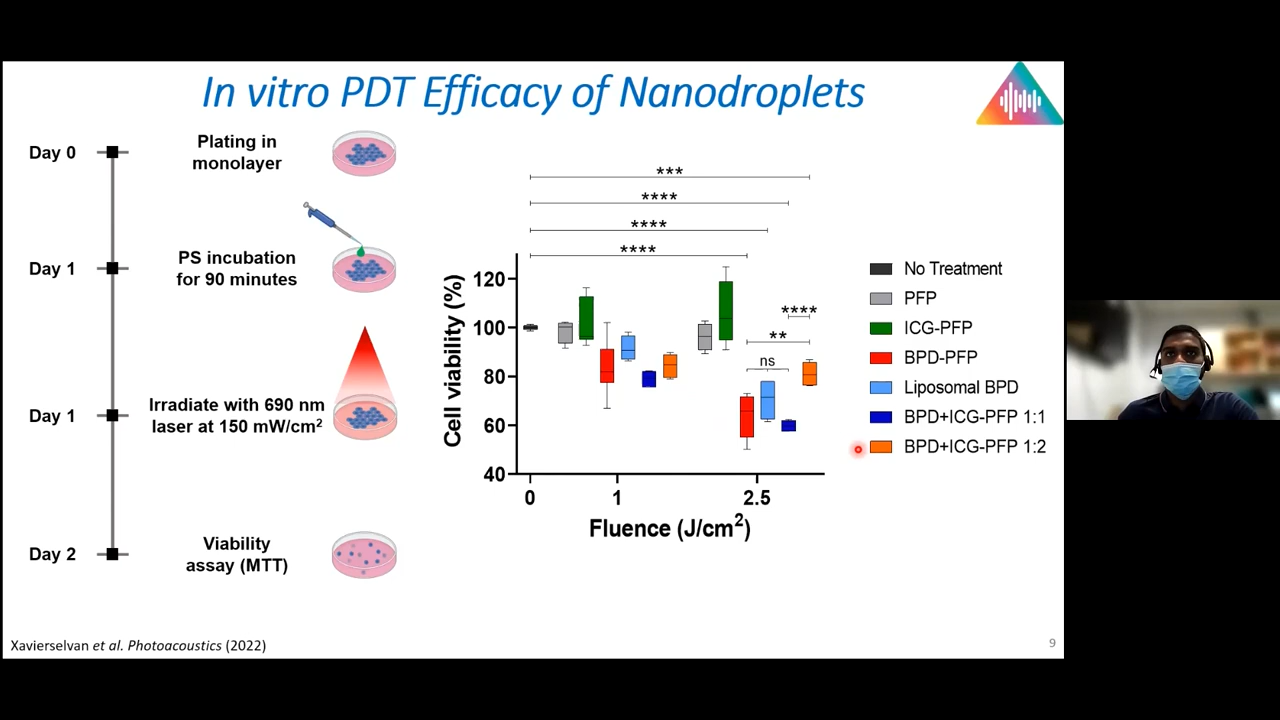 In vitro PDT Efficacy of Nanodroplets
Day 0
Plating in
monolayer
Day 1
PS incubation
for 90 minutes
Day 1
Irradiate with 690 nm
laser at 150 mW/cm²
Day 2
Viability
assay (MTT)
***
****
****
****
****
**
ns
Cell viability (%)
120
100
80
60
40
0
1
2.5
Fluence (J/cm²)
No Treatment
PFP
ICG-PFP
BPD-PFP
Liposomal BPD
BPD+ICG-PFP 1:1
BPD+ICG-PFP 1:2
Xavierselvan et al. Photoacoustics (2022)
9